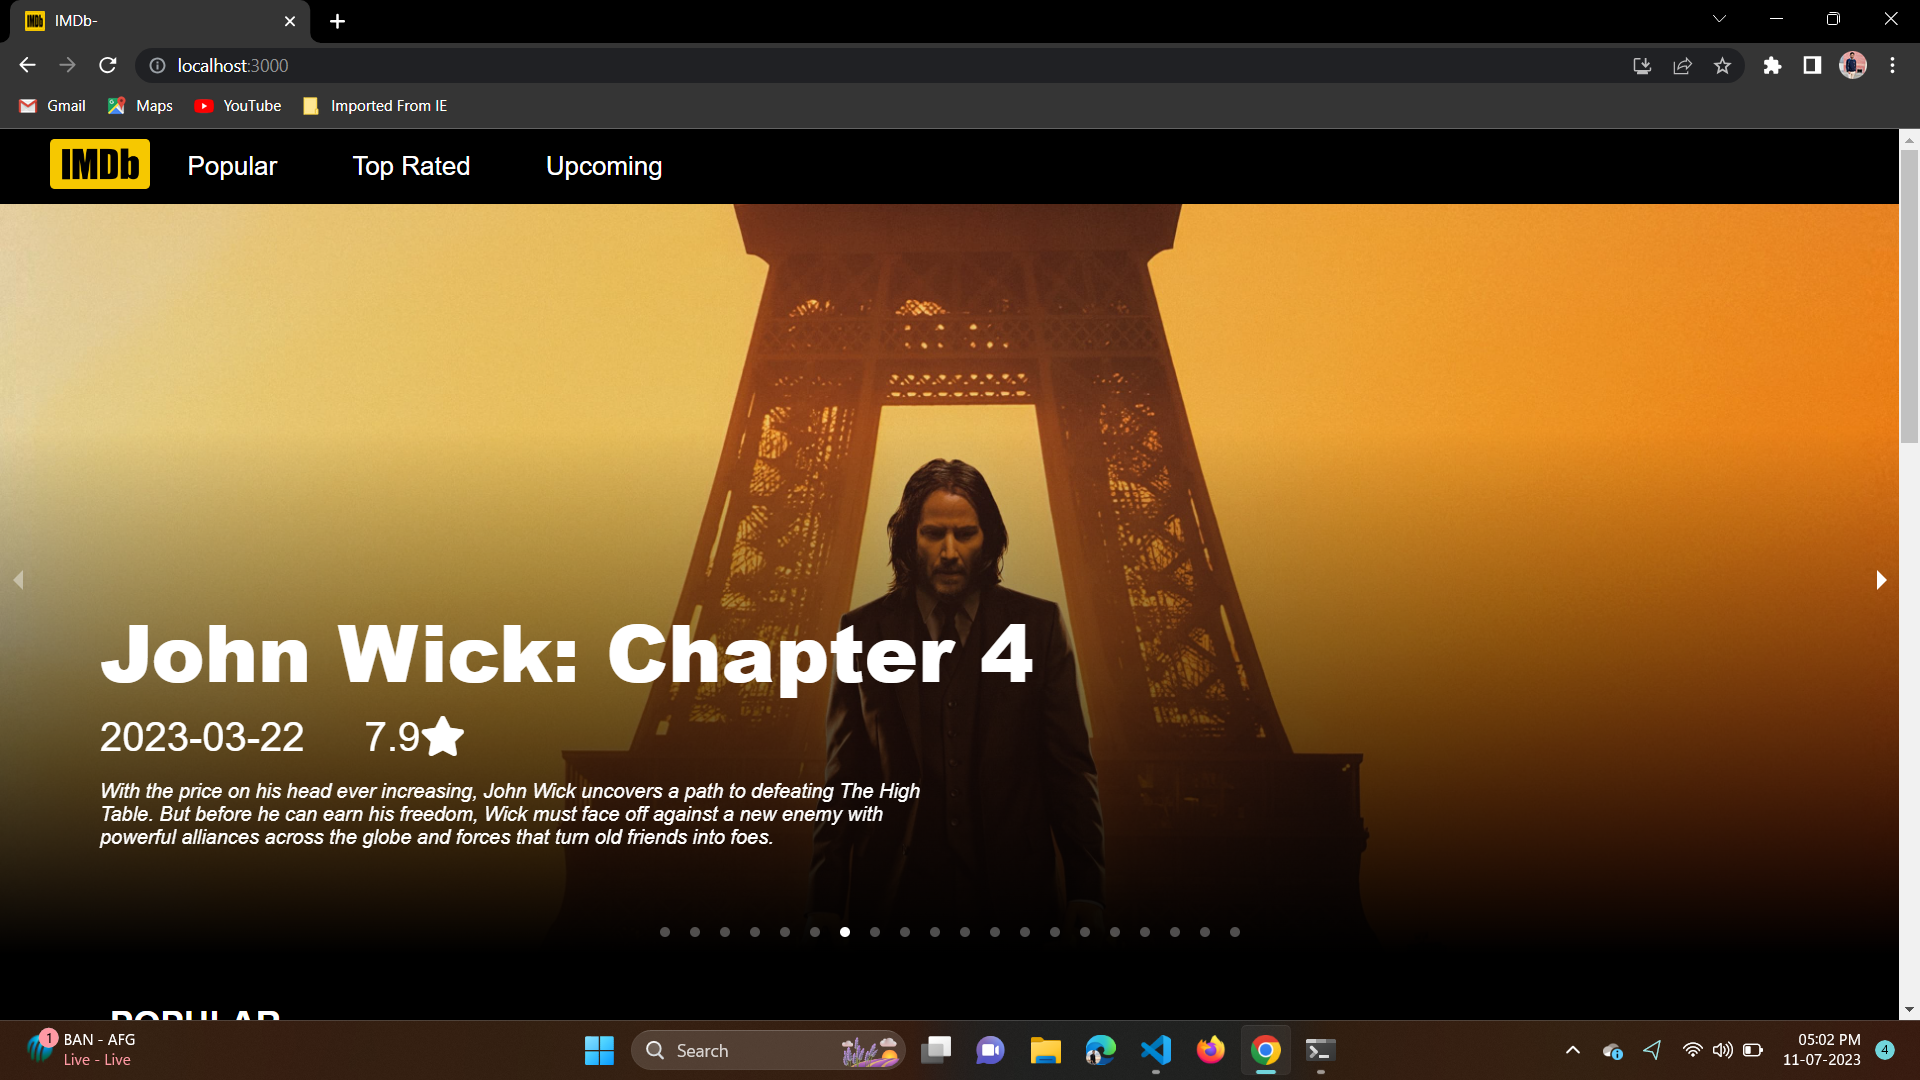 IMDb IMDb-
localhost:3000
Gmail Maps YouTube Imported From IE
IMDb Popular Top Rated Upcoming
John Wick: Chapter 4
2023-03-22 7.9
With the price on his head ever increasing, John Wick uncovers a path to defeating The High
Table. But before he can earn his freedom, Wick must face off against a new enemy with
powerful alliances across the globe and forces that turn old friends into foes.
POPULAR
1 BAN - AFG
Live - Live
Search
05:02 PM
11-07-2023
4